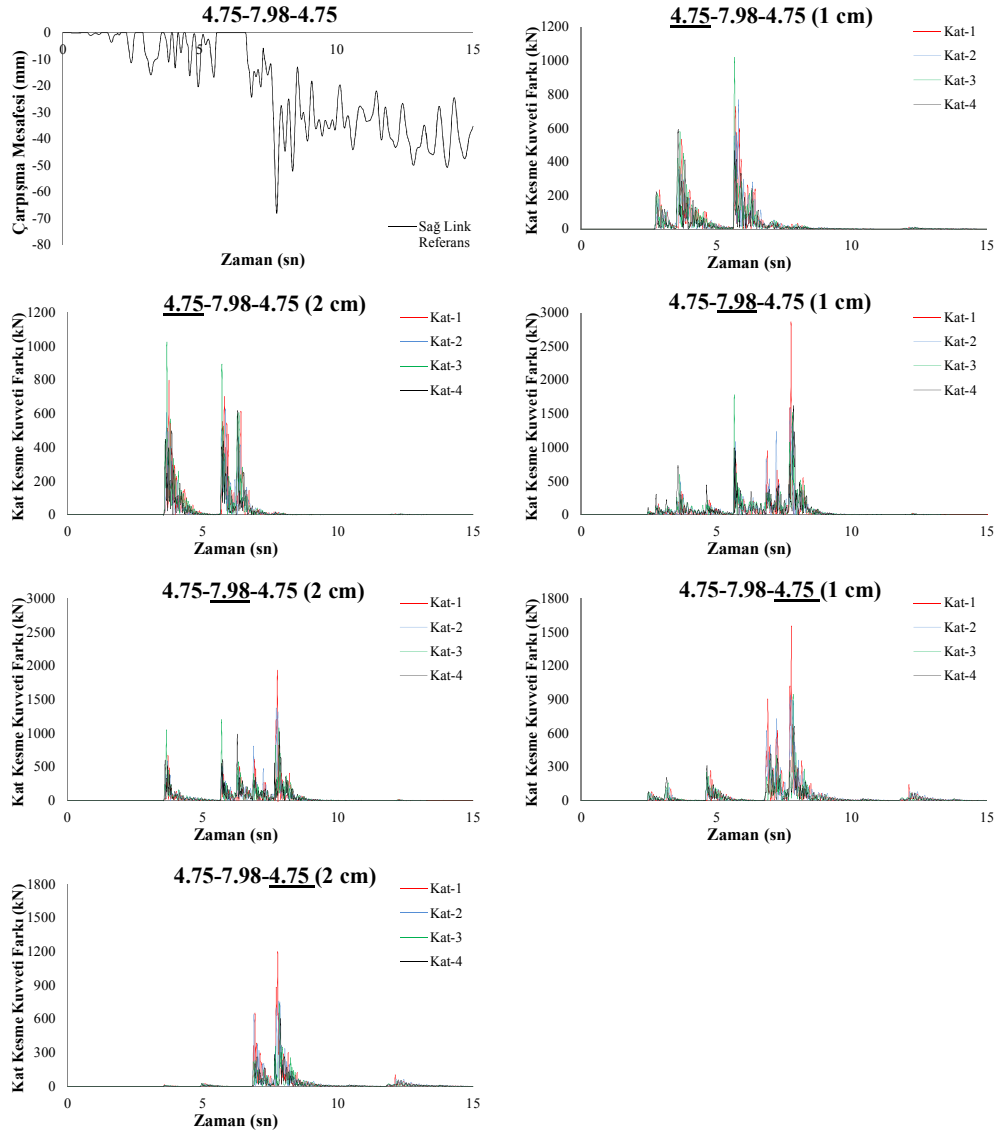 4.75-7.98-4.75
0 5 10 15
0
-10
-20
-30
-40
-50
-60
-70
-80
Çarpışma Mesafesi (mm)
Sağ Link
Referans
Zaman (sn)
4.75-7.98-4.75 (1 cm)
Kat Kesme Kuvveti Farkı (kN)
1200
1000
800
600
400
200
0
0 5 10 15
Kat-1
Kat-2
Kat-3
Kat-4
Zaman (sn)
4.75-7.98-4.75 (2 cm)
Kat Kesme Kuvveti Farkı (kN)
1200
1000
800
600
400
200
0
0 5 10 15
Kat-1
Kat-2
Kat-3
Kat-4
Zaman (sn)
4.75-7.98-4.75 (1 cm)
Kat Kesme Kuvveti Farkı (kN)
3000
2500
2000
1500
1000
500
0
0 5 10 15
Kat-1
Kat-2
Kat-3
Kat-4
Zaman (sn)
4.75-7.98-4.75 (2 cm)
Kat Kesme Kuvveti Farkı (kN)
3000
2500
2000
1500
1000
500
0
0 5 10 15
Kat-1
Kat-2
Kat-3
Kat-4
Zaman (sn)
4.75-7.98-4.75 (1 cm)
Kat Kesme Kuvveti Farkı (kN)
1800
1500
1200
900
600
300
0
0 5 10 15
Kat-1
Kat-2
Kat-3
Kat-4
Zaman (sn)
4.75-7.98-4.75 (2 cm)
Kat Kesme Kuvveti Farkı (kN)
1800
1500
1200
900
600
300
0
0 5 10 15
Kat-1
Kat-2
Kat-3
Kat-4
Zaman (sn)